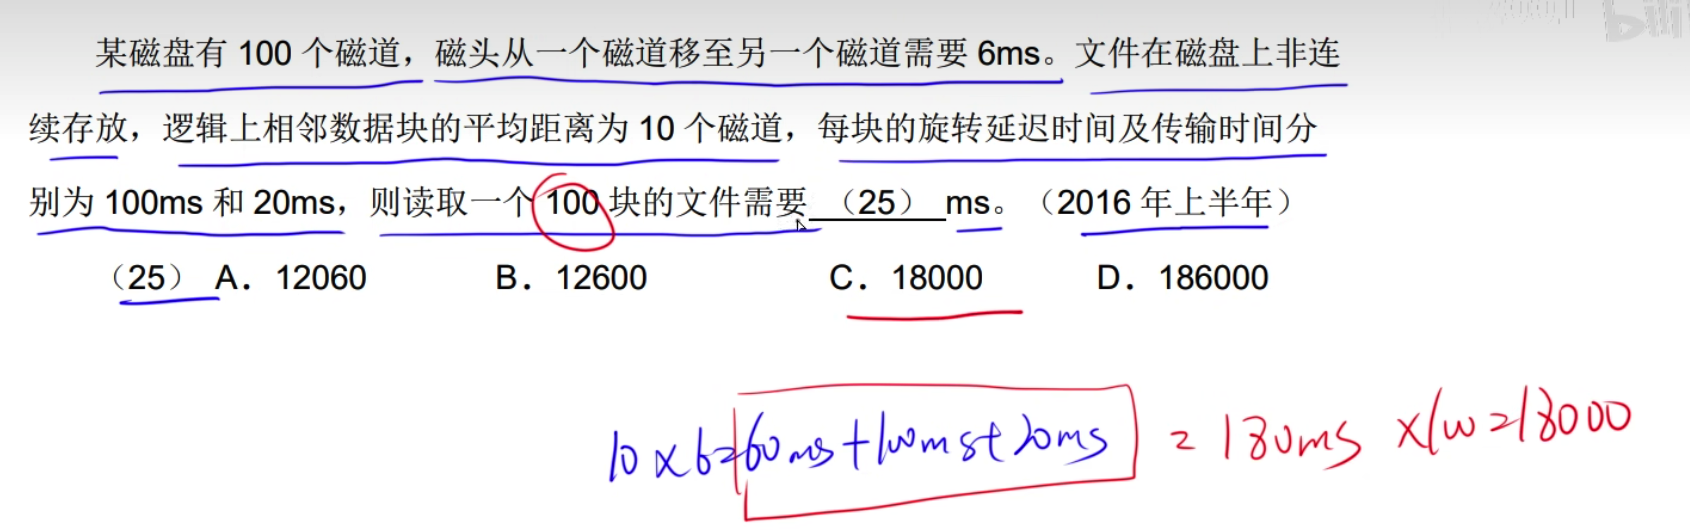 某磁盘有 100 个磁道，磁头从一个磁道移至另一个磁道需要 6ms。文件在磁盘上非连
续存放，逻辑上相邻数据块的平均距离为 10 个磁道，每块的旋转延迟时间及传输时间分
别为 100ms 和 20ms，则读取一个 100 块的文件需要 （25） ms。（2016 年上半年）
（25） A．12060 B．12600 C．18000 D．186000
10×6=60ms+100ms+20ms = 180ms ×100=18000